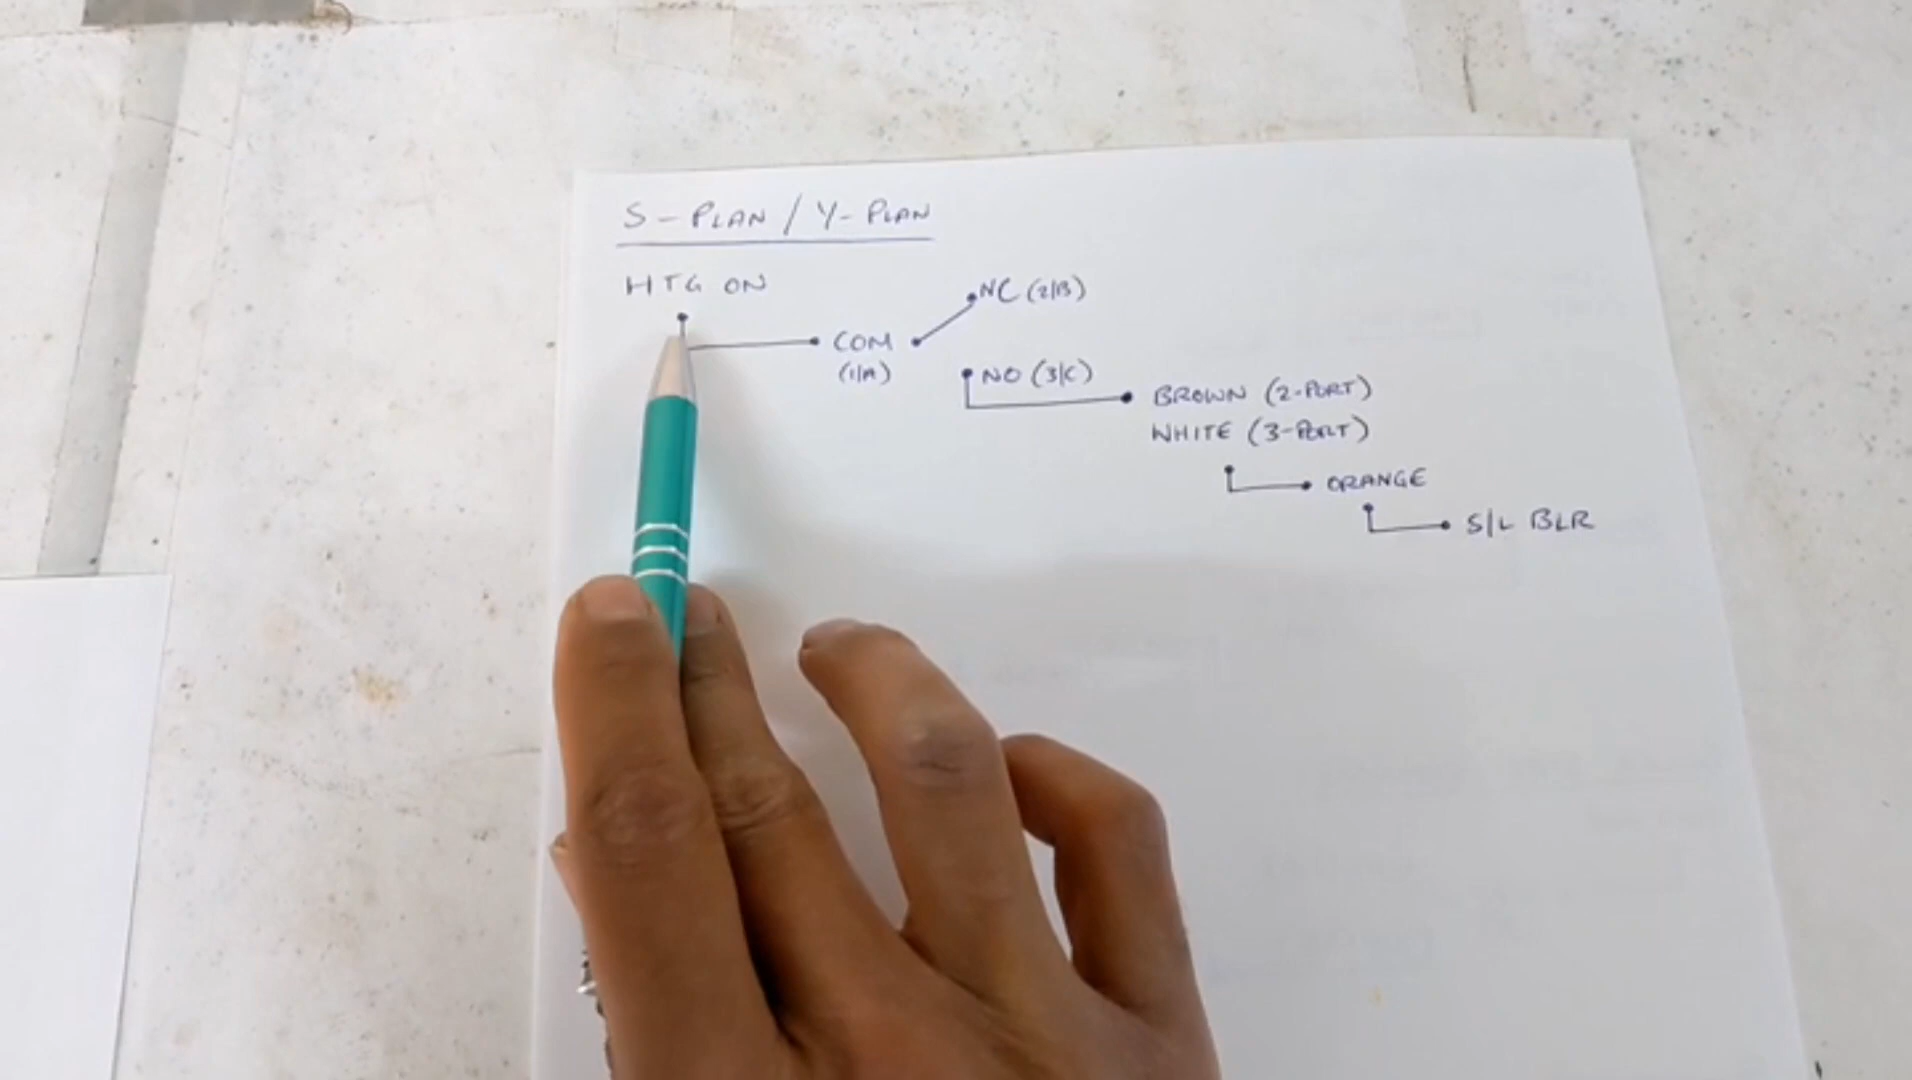 S-PLAN / Y-PLAN
HTG ON
NC (2/B)
COM
(1/A)
NO (3/C)
BROWN (2-PORT)
WHITE (3-PORT)
ORANGE
S/L BLR